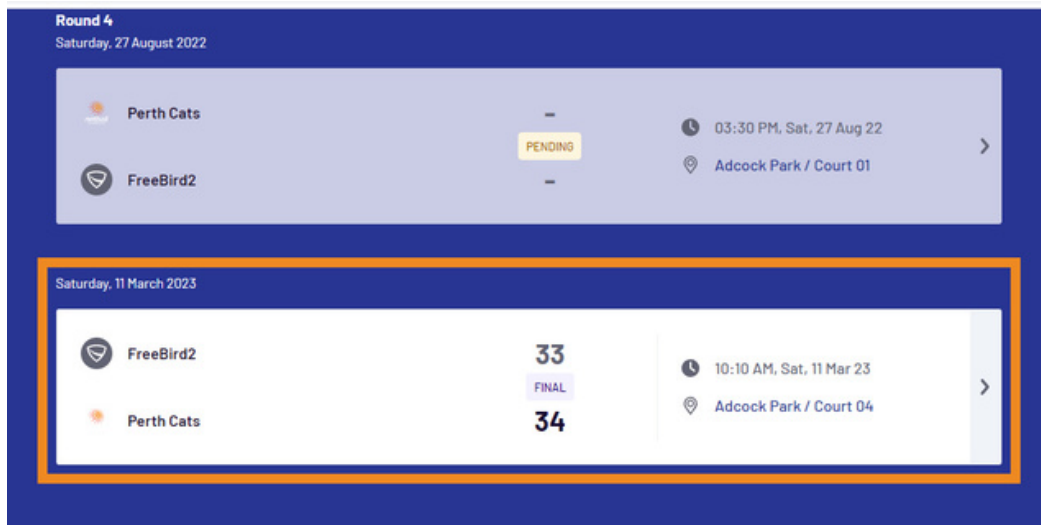 Round 4
Saturday, 27 August 2022
Perth Cats
–
03:30 PM, Sat, 27 Aug 22
PENDING
FreeBird2
–
Adcock Park / Court 01
Saturday, 11 March 2023
FreeBird2
33
10:10 AM, Sat, 11 Mar 23
FINAL
Perth Cats
34
Adcock Park / Court 04